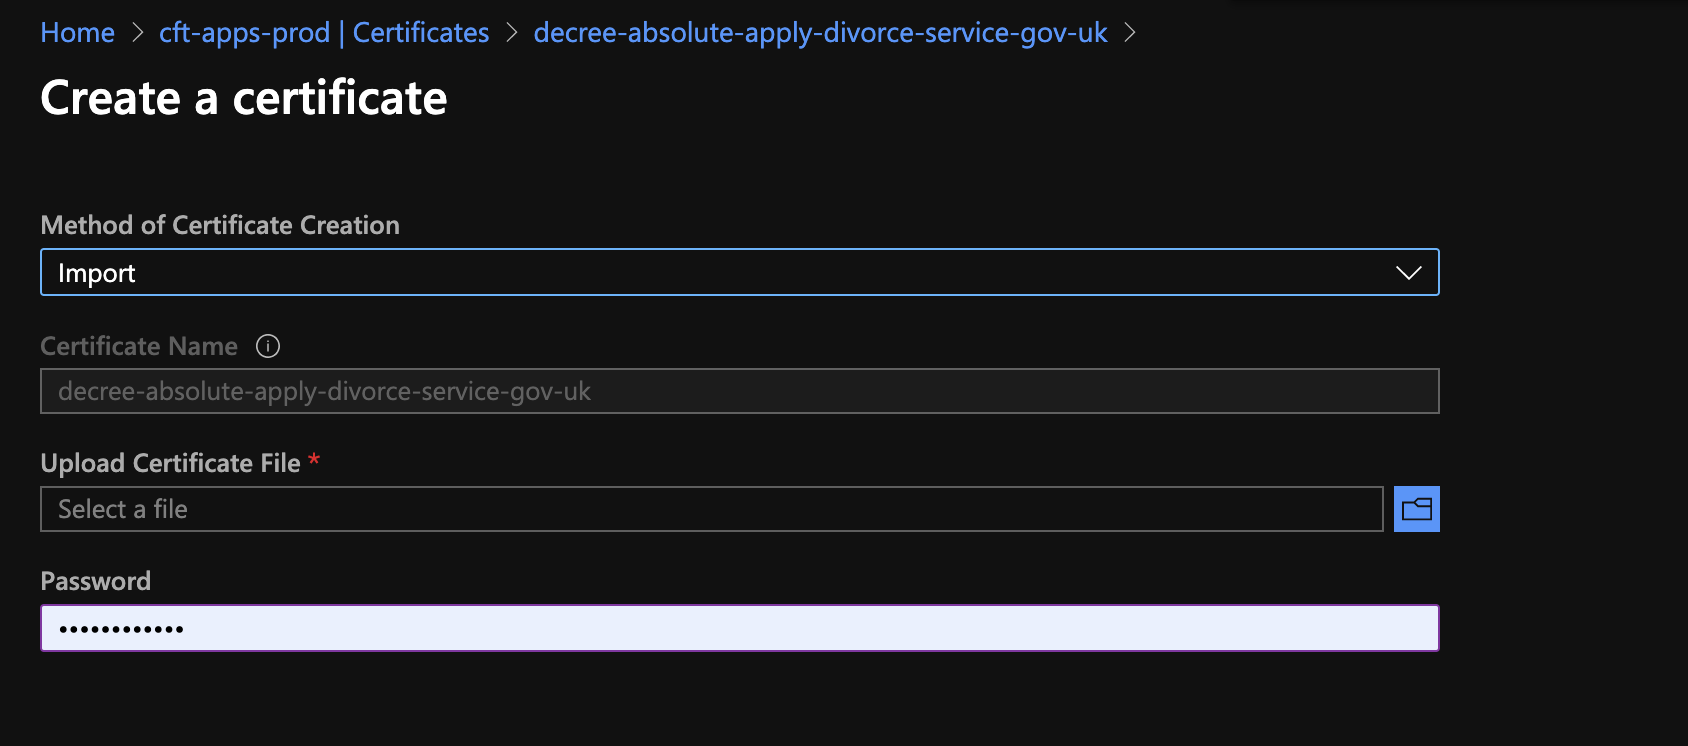 Home > cft-apps-prod | Certificates > decree-absolute-apply-divorce-service-gov-uk >
Create a certificate
Method of Certificate Creation
Import
Certificate Name
decree-absolute-apply-divorce-service-gov-uk
Upload Certificate File *
Select a file
Password
••••••••••••